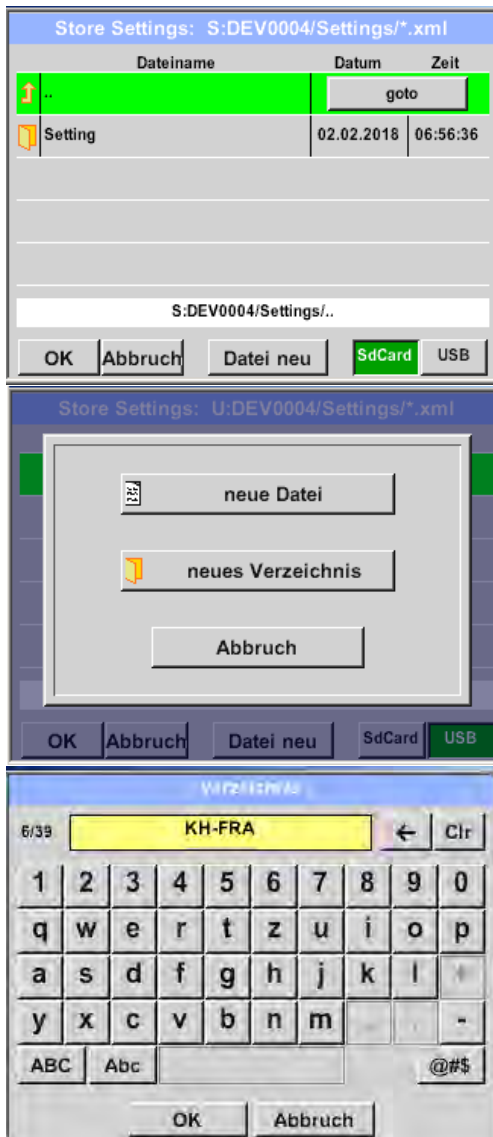 Store Settings: S:DEV0004/Settings/*.xml
Dateiname Datum Zeit
.. goto
Setting 02.02.2018 06:56:36
S:DEV0004/Settings/..
OK Abbruch Datei neu SdCard USB
Store Settings: U:DEV0004/Settings/*.xml
neue Datei
neues Verzeichnis
Abbruch
OK Abbruch Datei neu SdCard USB
Verzeichnis
6/39 KH-FRA ← Clr
1 2 3 4 5 6 7 8 9 0
q w e r t z u i o p
a s d f g h j k l +
y x c v b n m _ . -
ABC Abc @#$
OK Abbruch